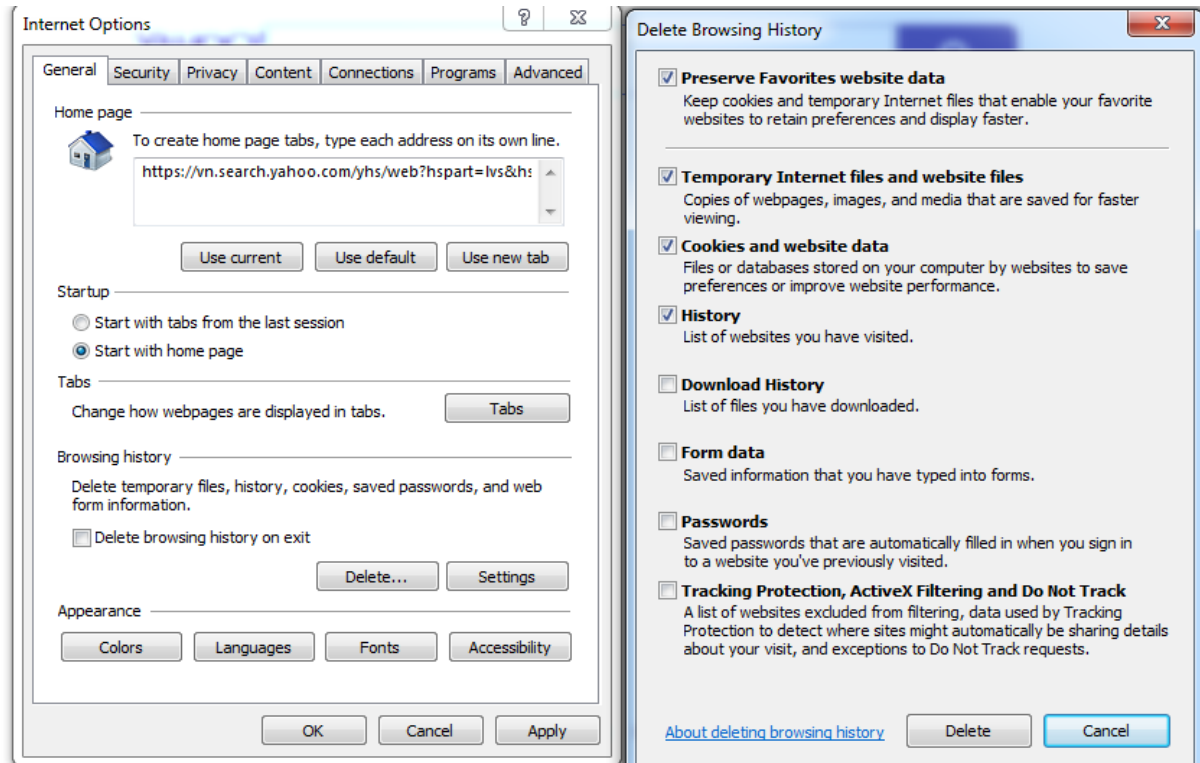 Internet Options
General Security Privacy Content Connections Programs Advanced
Home page
To create home page tabs, type each address on its own line.
https://vn.search.yahoo.com/yhs/web?hspart=lvs&hs
Use current Use default Use new tab
Startup
Start with tabs from the last session
Start with home page
Tabs
Change how webpages are displayed in tabs. Tabs
Browsing history
Delete temporary files, history, cookies, saved passwords, and web
form information.
Delete browsing history on exit
Delete... Settings
Appearance
Colors Languages Fonts Accessibility
OK Cancel Apply
Delete Browsing History
Preserve Favorites website data
Keep cookies and temporary Internet files that enable your favorite
websites to retain preferences and display faster.
Temporary Internet files and website files
Copies of webpages, images, and media that are saved for faster
viewing.
Cookies and website data
Files or databases stored on your computer by websites to save
preferences or improve website performance.
History
List of websites you have visited.
Download History
List of files you have downloaded.
Form data
Saved information that you have typed into forms.
Passwords
Saved passwords that are automatically filled in when you sign in
to a website you've previously visited.
Tracking Protection, ActiveX Filtering and Do Not Track
A list of websites excluded from filtering, data used by Tracking
Protection to detect where sites might automatically be sharing details
about your visit, and exceptions to Do Not Track requests.
About deleting browsing history Delete Cancel